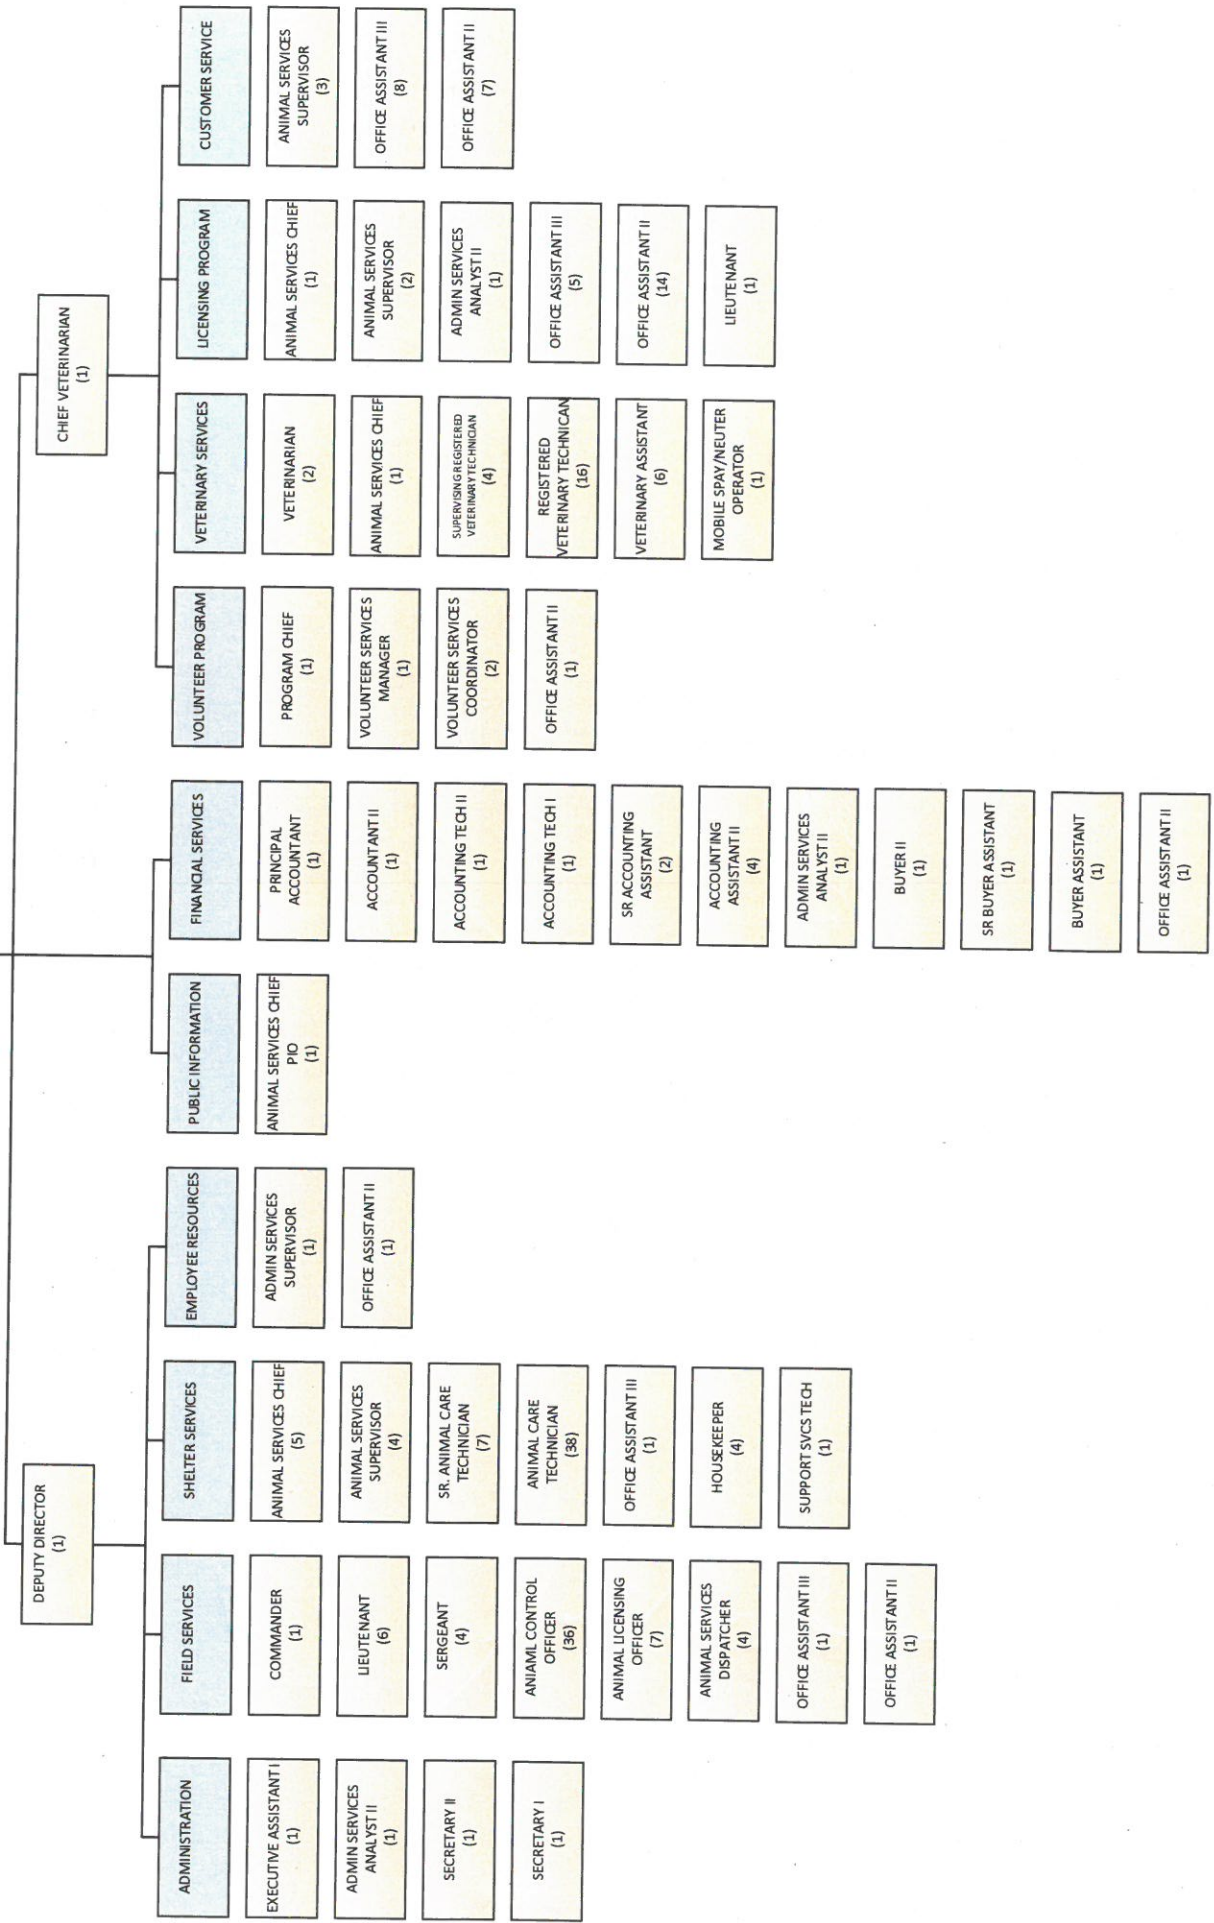 DEPUTY DIRECTOR
(1)
CHIEF VETERINARIAN
(1)
ADMINISTRATION
EXECUTIVE ASSISTANT I
(1)
ADMIN SERVICES
ANALYST II
(1)
SECRETARY II
(1)
SECRETARY I
(1)
FIELD SERVICES
COMMANDER
(1)
LIEUTENANT
(6)
SERGEANT
(4)
ANIAML CONTROL
OFFICER
(36)
ANIMAL LICENSING
OFFICER
(7)
ANIMAL SERVICES
DISPATCHER
(4)
OFFICE ASSISTANT III
(1)
OFFICE ASSISTANT II
(1)
SHELTER SERVICES
ANIMAL SERVICES CHIEF
(5)
ANIMAL SERVICES
SUPERVISOR
(4)
SR. ANIMAL CARE
TECHNICIAN
(7)
ANIMAL CARE
TECHNICIAN
(38)
OFFICE ASSISTANT III
(1)
HOUSEKEEPER
(4)
SUPPORT SVCS TECH
(1)
EMPLOYEE RESOURCES
ADMIN SERVICES
SUPERVISOR
(1)
OFFICE ASSISTANT II
(1)
PUBLIC INFORMATION
ANIMAL SERVICES CHIEF
PIO
(1)
FINANCIAL SERVICES
PRINCIPAL
ACCOUNTANT
(1)
ACCOUNTANT II
(1)
ACCOUNTING TECH II
(1)
ACCOUNTING TECH I
(1)
SR ACCOUNTING
ASSISTANT
(2)
ACCOUNTING
ASSISTANT II
(4)
ADMIN SERVICES
ANALYST II
(1)
BUYER II
(1)
SR BUYER ASSISTANT
(1)
BUYER ASSISTANT
(1)
OFFICE ASSISTANT II
(1)
VOLUNTEER PROGRAM
PROGRAM CHIEF
(1)
VOLUNTEER SERVICES
MANAGER
(1)
VOLUNTEER SERVICES
COORDINATOR
(2)
OFFICE ASSISTANT II
(1)
VETERINARY SERVICES
VETERINARIAN
(2)
ANIMAL SERVICES CHIEF
(1)
SUPERVISING REGISTERED
VETERINARY TECHNICIAN
(4)
REGISTERED
VETERINARY TECHNICAN
(16)
VETERINARY ASSISTANT
(6)
MOBILE SPAY/NEUTER
OPERATOR
(1)
LICENSING PROGRAM
ANIMAL SERVICES CHIEF
(1)
ANIMAL SERVICES
SUPERVISOR
(2)
ADMIN SERVICES
ANALYST II
(1)
OFFICE ASSISTANT III
(5)
OFFICE ASSISTANT II
(14)
LIEUTENANT
(1)
CUSTOMER SERVICE
ANIMAL SERVICES
SUPERVISOR
(3)
OFFICE ASSISTANT III
(8)
OFFICE ASSISTANT II
(7)